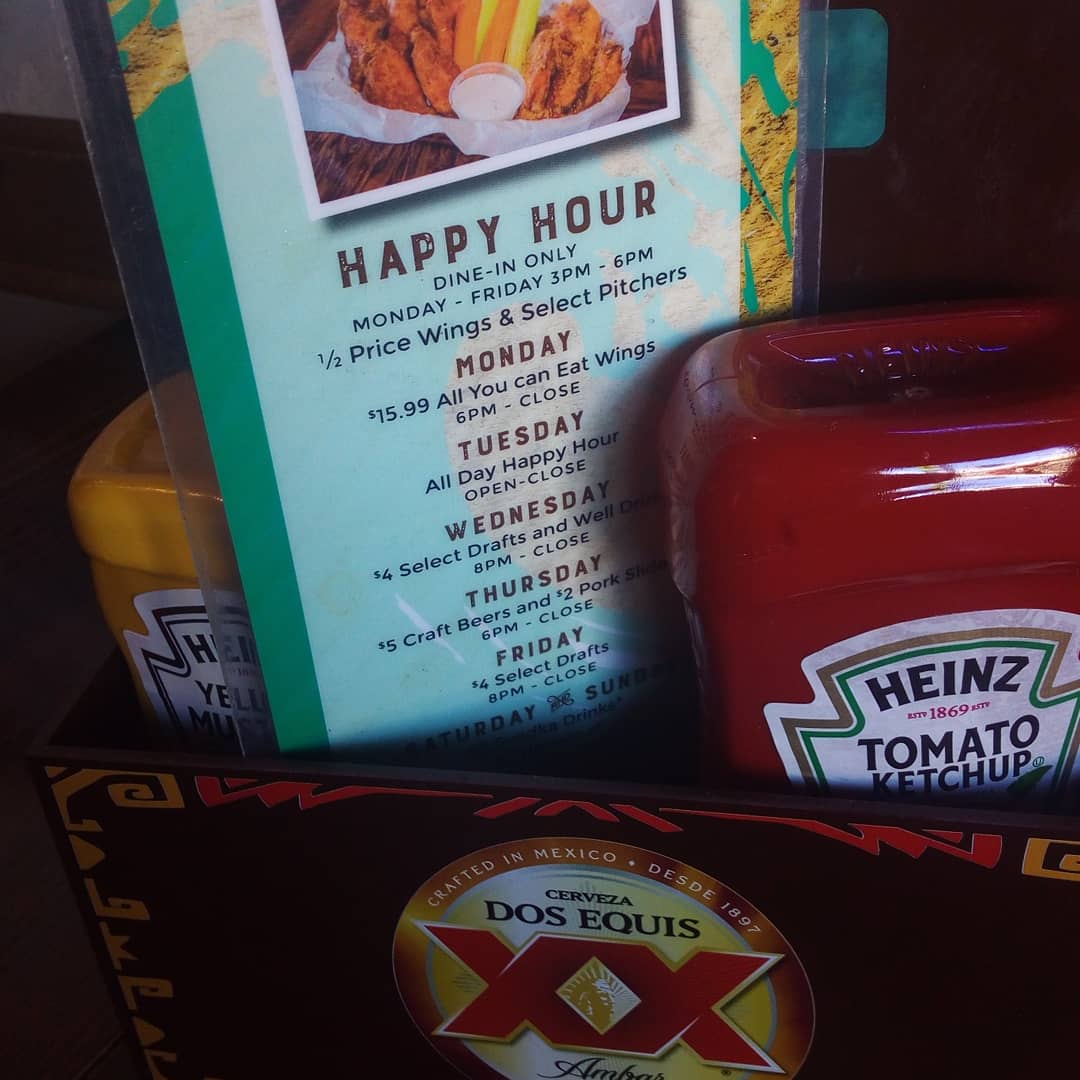 HAPPY HOUR
DINE-IN ONLY
MONDAY - FRIDAY 3PM - 6PM
½ Price Wings & Select Pitchers
MONDAY
$15.99 All You can Eat Wings
6PM - CLOSE
TUESDAY
All Day Happy Hour
OPEN-CLOSE
WEDNESDAY
$4 Select Drafts and Well
8PM - CLOSE
THURSDAY
$5 Craft Beers and $2 Pork
6PM - CLOSE
FRIDAY
$4 Select Drafts
8PM - CLOSE
Drinks*
HEINZ
ESTD 1869 ESTD
TOMATO
KETCHUP
CRAFTED IN MEXICO • DESDE 1897
CERVEZA
DOS EQUIS
XX
Ambar